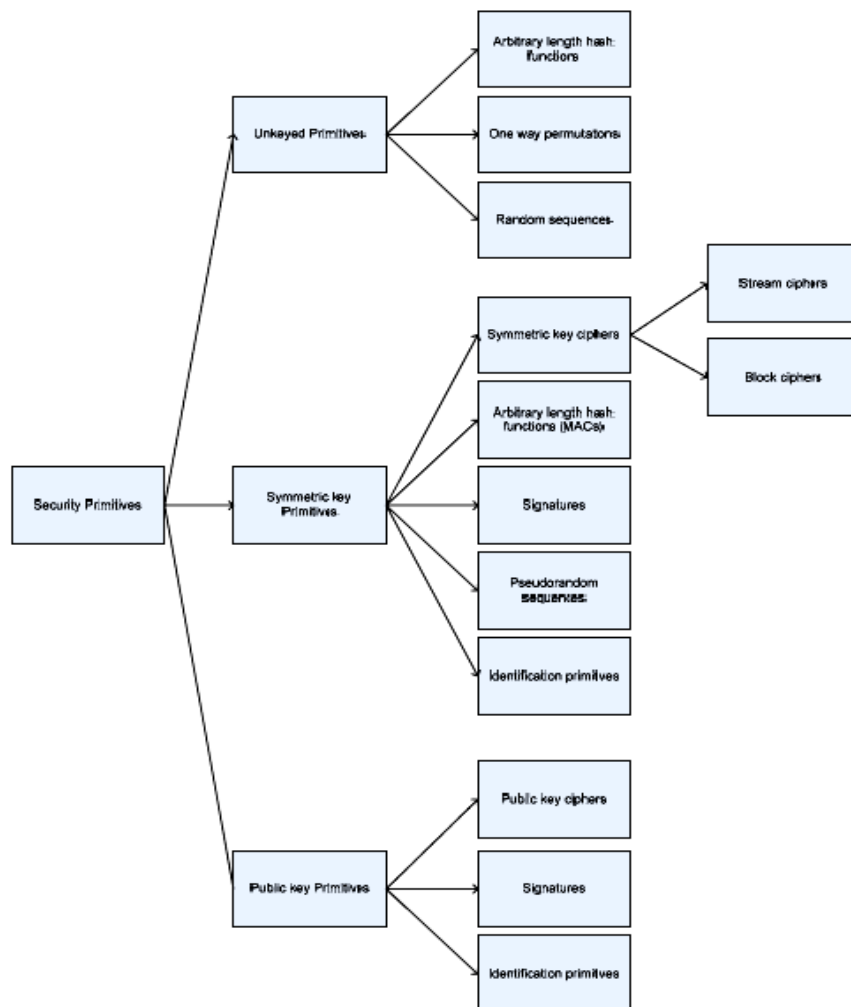 Arbitrary length hash
functions
Unkeyed Primitives
One way permutatons
Random sequences
Stream ciphers
Symmetric key ciphers
Block ciphers
Arbitrary length hash
functions (MACs)
Security Primitives
Symmetric key
Primitives
Signatures
Pseudorandom
sequences
Identification primitives
Public key ciphers
Public key Primitives
Signatures
Identification primitives